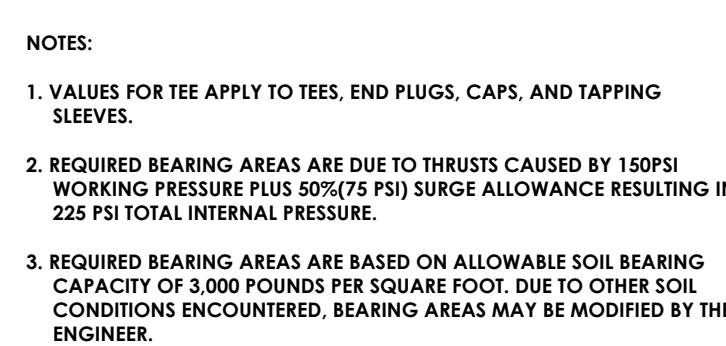 NOTES:
1. VALUES FOR TEE APPLY TO TEES, END PLUGS, CAPS, AND TAPPING
SLEEVES.
2. REQUIRED BEARING AREAS ARE DUE TO THRUSTS CAUSED BY 150PSI
WORKING PRESSURE PLUS 50%(75 PSI) SURGE ALLOWANCE RESULTING IN
225 PSI TOTAL INTERNAL PRESSURE.
3. REQUIRED BEARING AREAS ARE BASED ON ALLOWABLE SOIL BEARING
CAPACITY OF 3,000 POUNDS PER SQUARE FOOT. DUE TO OTHER SOIL
CONDITIONS ENCOUNTERED, BEARING AREAS MAY BE MODIFIED BY THE
ENGINEER.